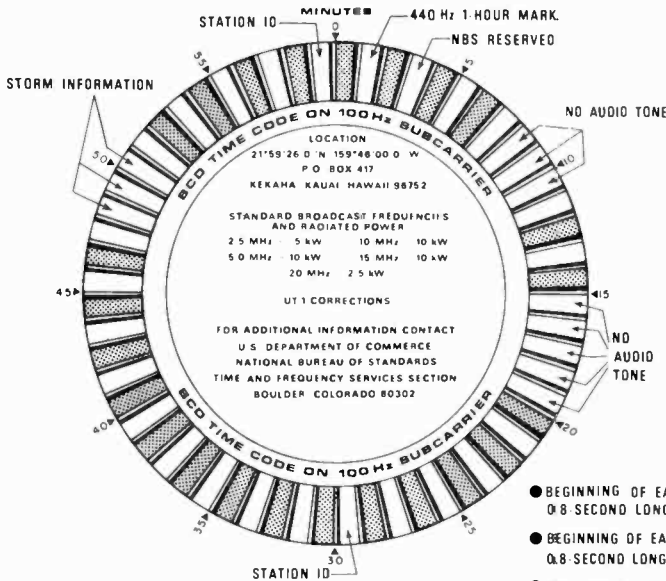 MINUTES
STATION ID
0
440 Hz 1-HOUR MARK.
NBS RESERVED
55
5
STORM INFORMATION
NO AUDIO TONE
50
10
BCD TIME CODE ON 100Hz SUBCARRIER
LOCATION
21°59'26.0"N 159°46'00.0"W
P O BOX 417
KEKAHA KAUAI HAWAII 96752
STANDARD BROADCAST FREQUENCIES
AND RADIATED POWER
2.5 MHz - 5 kW 10 MHz 10 kW
5.0 MHz - 10 kW 15 MHz 10 kW
20 MHz 2.5 kW
45
15
UT 1 CORRECTIONS
FOR ADDITIONAL INFORMATION CONTACT
U.S. DEPARTMENT OF COMMERCE
NATIONAL BUREAU OF STANDARDS
TIME AND FREQUENCY SERVICES SECTION
BOULDER COLORADO 80302
NO
AUDIO
TONE
BCD TIME CODE ON 100Hz SUBCARRIER
40
20
35
25
30
STATION ID
● BEGINNING OF EA
0.8-SECOND LONG
● BEGINNING OF EA
0.8-SECOND LONG